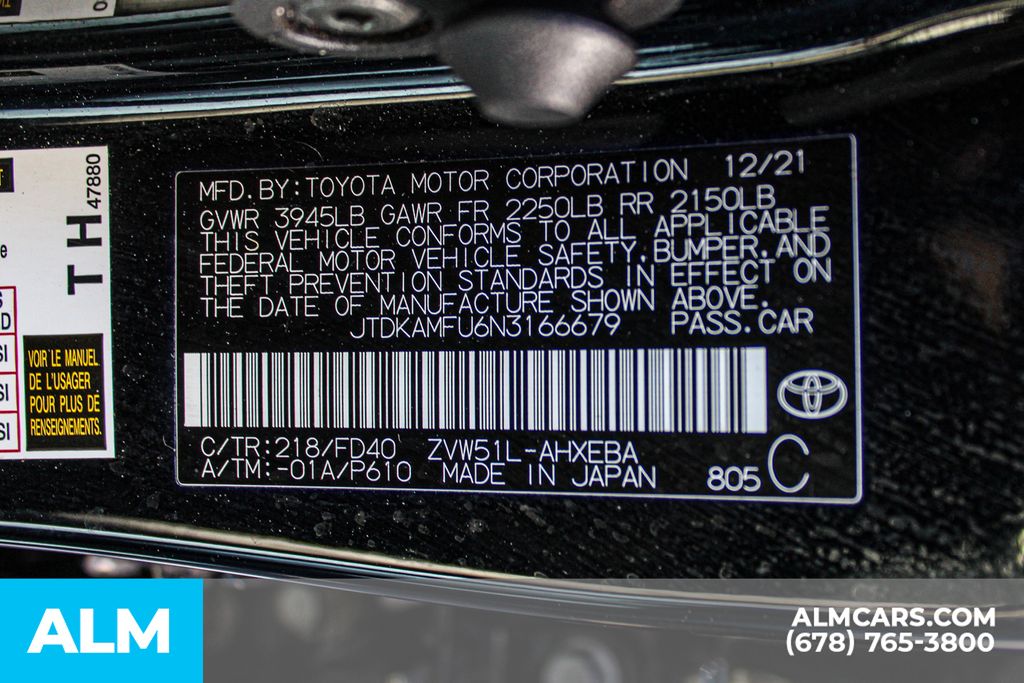 47880
TH
VOIR LE MANUEL
DE L'USAGER
POUR PLUS DE
RENSEIGNEMENTS.
MFD. BY: TOYOTA MOTOR CORPORATION 12/21
GVWR 3945LB GAWR FR 2250LB RR 2150LB
THIS VEHICLE CONFORMS TO ALL APPLICABLE
FEDERAL MOTOR VEHICLE SAFETY, BUMPER, AND
THEFT PREVENTION STANDARDS IN EFFECT ON
THE DATE OF MANUFACTURE SHOWN ABOVE.
JTDKAMFU6N3166679 PASS. CAR
C/TR: 218/FD40 ZVW51L-AHXEBA
A/TM: -01A/P610 MADE IN JAPAN 805 C
ALM
ALMCARS.COM
(678) 765-3800